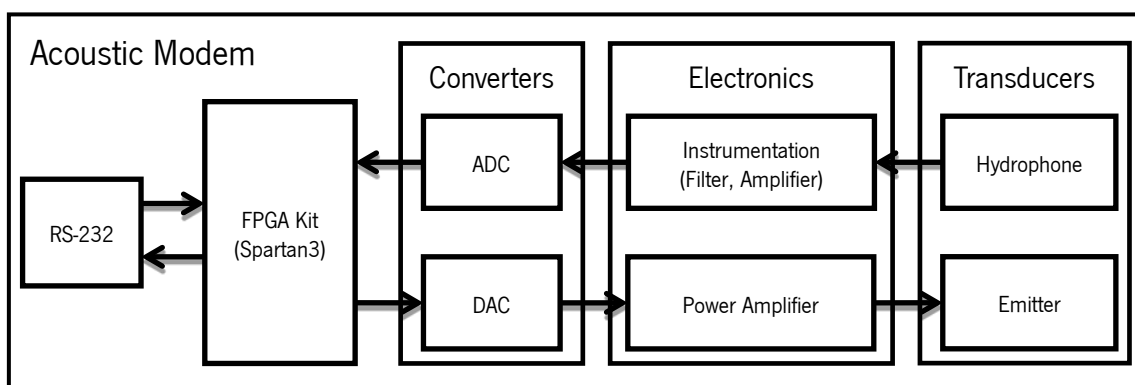 Acoustic Modem
Converters
Electronics
Transducers
ADC
Instrumentation
(Filter, Amplifier)
Hydrophone
RS-232
FPGA Kit
(Spartan3)
DAC
Power Amplifier
Emitter